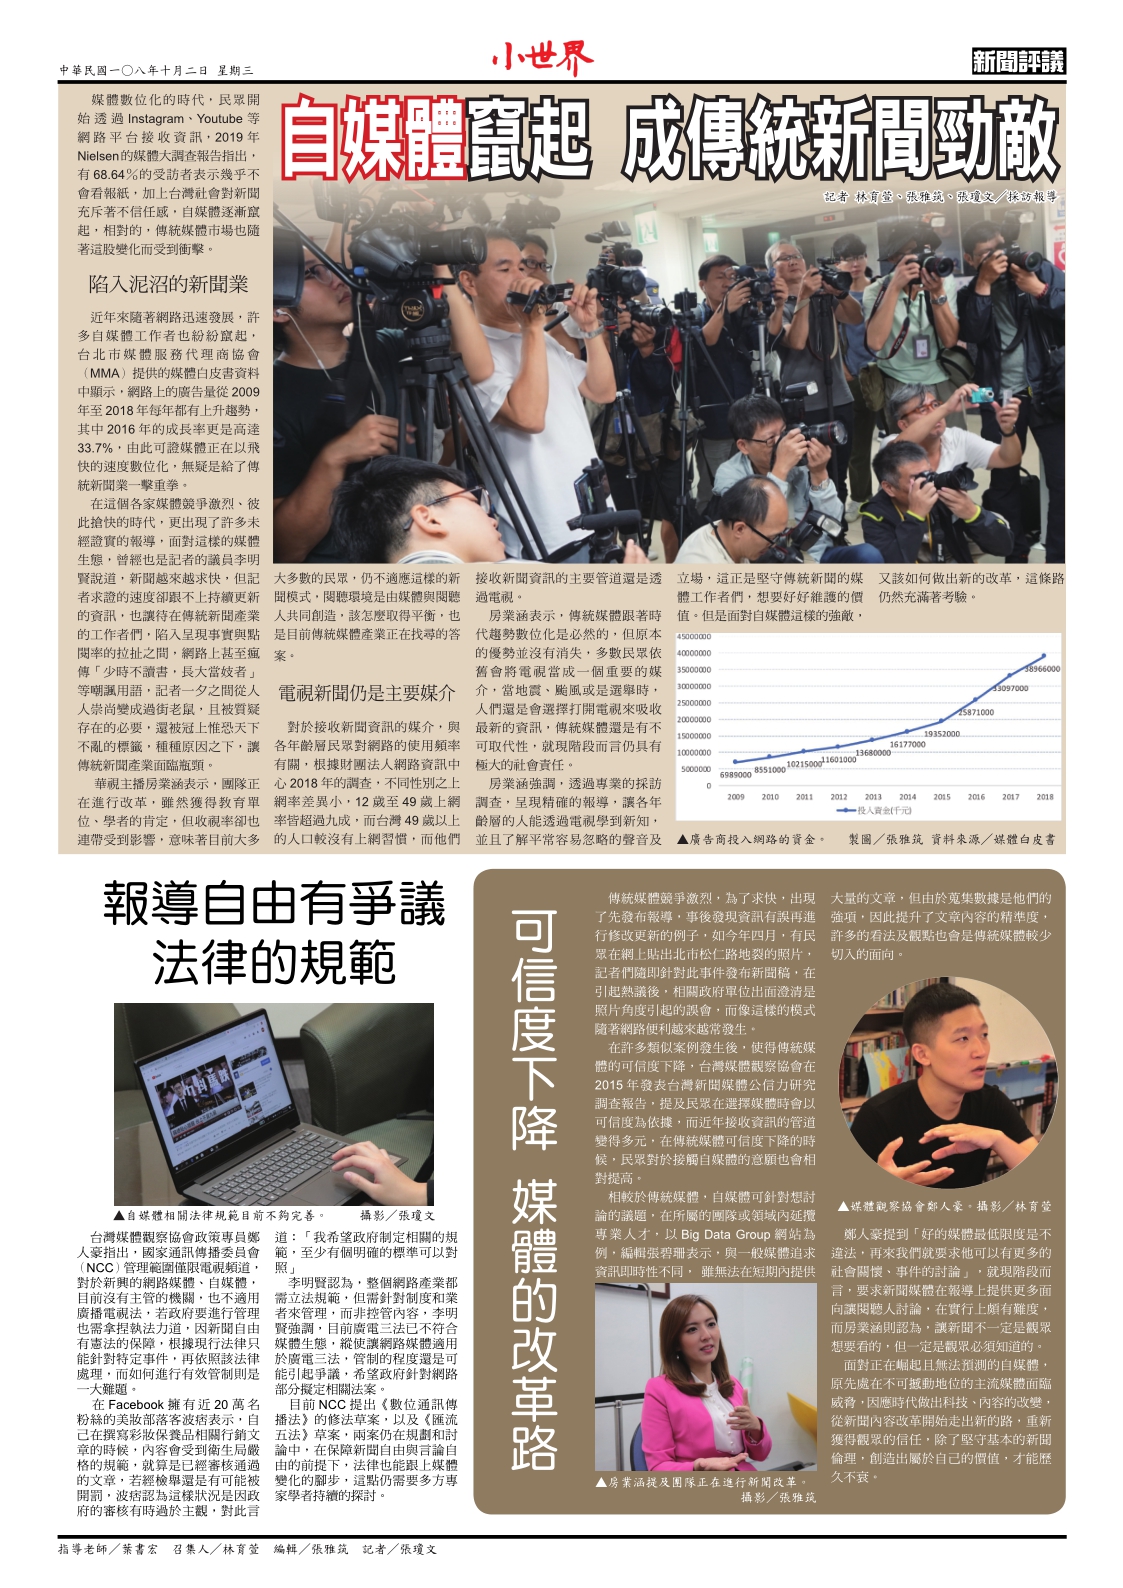 中華民國一○八年十月二日 星期三
小世界
新聞評議
自媒體竄起 成傳統新聞勁敵
記者 林育萱、張雅筑、張瓊文／採訪報導
媒體數位化的時代，民眾開
始透過 Instagram、Youtube 等
網路平台接收資訊，2019 年
Nielsen的媒體大調查報告指出，
有 68.64％的受訪者表示幾乎不
會看報紙，加上台灣社會對新聞
充斥著不信任感，自媒體逐漸竄
起，相對的，傳統媒體市場也隨
著這股變化而受到衝擊。
陷入泥沼的新聞業
近年來隨著網路迅速發展，許
多自媒體工作者也紛紛竄起，
台北市媒體服務代理商協會
（MMA）提供的媒體白皮書資料
中顯示，網路上的廣告量從 2009
年至 2018 年每年都有上升趨勢，
其中 2016 年的成長率更是高達
33.7%，由此可證媒體正在以飛
快的速度數位化，無疑是給了傳
統新聞業一擊重拳。
在這個各家媒體競爭激烈、彼
此搶快的時代，更出現了許多未
經證實的報導，面對這樣的媒體
生態，曾經也是記者的議員李明
賢說道，新聞越來越求快，但記
者求證的速度卻跟不上持續更新
的資訊，也讓待在傳統新聞產業
的工作者們，陷入呈現事實與點
閱率的拉扯之間，網路上甚至瘋
傳「少時不讀書，長大當妓者」
等嘲諷用語，記者一夕之間從人
人崇尚變成過街老鼠，且被質疑
存在的必要，還被冠上惟恐天下
不亂的標籤，種種原因之下，讓
傳統新聞產業面臨瓶頸。
華視主播房業涵表示，團隊正
在進行改革，雖然獲得教育單
位、學者的肯定，但收視率卻也
連帶受到影響，意味著目前大多
大多數的民眾，仍不適應這樣的新
聞模式，閱聽環境是由媒體與閱聽
人共同創造，該怎麼取得平衡，也
是目前傳統媒體產業正在找尋的答
案。
電視新聞仍是主要媒介
對於接收新聞資訊的媒介，與
各年齡層民眾對網路的使用頻率
有關，根據財團法人網路資訊中
心 2018 年的調查，不同性別之上
網率差異小，12 歲至 49 歲上網
率皆超過九成，而台灣 49 歲以上
的人口較沒有上網習慣，而他們
接收新聞資訊的主要管道還是透
過電視。
房業涵表示，傳統媒體跟著時
代趨勢數位化是必然的，但原本
的優勢並沒有消失，多數民眾依
舊會將電視當成一個重要的媒
介，當地震、颱風或是選舉時，
人們還是會選擇打開電視來吸收
最新的資訊，傳統媒體還是有不
可取代性，就現階段而言仍具有
極大的社會責任。
房業涵強調，透過專業的採訪
調查，呈現精確的報導，讓各年
齡層的人能透過電視學到新知，
並且了解平常容易忽略的聲音及
立場，這正是堅守傳統新聞的媒
體工作者們，想要好好維護的價
值。但是面對自媒體這樣的強敵，
又該如何做出新的改革，這條路
仍然充滿著考驗。
45000000
40000000
35000000
30000000
25000000
20000000
15000000
10000000
5000000
0
6989000
8551000
10215000
11601000
13680000
16177000
19352000
25871000
33097000
38966000
2009 2010 2011 2012 2013 2014 2015 2016 2017 2018
投入資金(千元)
▲廣告商投入網路的資金。 製圖／張雅筑 資料來源／媒體白皮書
報導自由有爭議
法律的規範
▲自媒體相關法律規範目前不夠完善。 攝影／張瓊文
台灣媒體觀察協會政策專員鄭
人豪指出，國家通訊傳播委員會
（NCC）管理範圍僅限電視頻道，
對於新興的網路媒體、自媒體，
目前沒有主管的機關，也不適用
廣播電視法，若政府要進行管理
也需拿捏執法力道，因新聞自由
有憲法的保障，根據現行法律只
能針對特定事件，再依照該法律
處理，而如何進行有效管制則是
一大難題。
在 Facebook 擁有近 20 萬名
粉絲的美妝部落客波痞表示，自
己在撰寫彩妝保養品相關行銷文
章的時候，內容會受到衛生局嚴
格的規範，就算是已經審核通過
的文章，若經檢舉還是有可能被
開罰，波痞認為這樣狀況是因政
府的審核有時過於主觀，對此言
道：「我希望政府制定相關的規
範，至少有個明確的標準可以對
照」
李明賢認為，整個網路產業都
需立法規範，但需針對制度和業
者來管理，而非控管內容，李明
賢強調，目前廣電三法已不符合
媒體生態，縱使讓網路媒體適用
於廣電三法，管制的程度還是可
能引起爭議，希望政府針對網路
部分擬定相關法案。
目前 NCC 提出《數位通訊傳
播法》的修法草案，以及《匯流
五法》草案，兩案仍在規劃和討
論中，在保障新聞自由與言論自
由的前提下，法律也能跟上媒體
變化的腳步，這點仍需要多方專
家學者持續的探討。
可信度下降 媒體的改革路
傳統媒體競爭激烈，為了求快，出現
了先發布報導，事後發現資訊有誤再進
行修改更新的例子，如今年四月，有民
眾在網上貼出北市松仁路地裂的照片，
記者們隨即針對此事件發布新聞稿，在
引起熱議後，相關政府單位出面澄清是
照片角度引起的誤會，而像這樣的模式
隨著網路便利越來越常發生。
在許多類似案例發生後，使得傳統媒
體的可信度下降，台灣媒體觀察協會在
2015 年發表台灣新聞媒體公信力研究
調查報告，提及民眾在選擇媒體時會以
可信度為依據，而近年接收資訊的管道
變得多元，在傳統媒體可信度下降的時
候，民眾對於接觸自媒體的意願也會相
對提高。
相較於傳統媒體，自媒體可針對想討
論的議題，在所屬的團隊或領域內延攬
專業人才，以 Big Data Group 網站為
例，編輯張碧珊表示，與一般媒體追求
資訊即時性不同， 雖無法在短期內提供
▲房業涵提及團隊正在進行新聞改革。
攝影／張雅筑
大量的文章，但由於蒐集數據是他們的
強項，因此提升了文章內容的精準度，
許多的看法及觀點也會是傳統媒體較少
切入的面向。
▲媒體觀察協會鄭人豪。攝影／林育萱
鄭人豪提到「好的媒體最低限度是不
違法，再來我們就要求他可以有更多的
社會關懷、事件的討論」，就現階段而
言，要求新聞媒體在報導上提供更多面
向讓閱聽人討論，在實行上頗有難度，
而房業涵則認為，讓新聞不一定是觀眾
想要看的，但一定是觀眾必須知道的。
面對正在崛起且無法預測的自媒體，
原先處在不可撼動地位的主流媒體面臨
威脅，因應時代做出科技、內容的改變，
從新聞內容改革開始走出新的路，重新
獲得觀眾的信任，除了堅守基本的新聞
倫理，創造出屬於自己的價值，才能歷
久不衰。
指導老師／葉書宏 召集人／林育萱 編輯／張雅筑 記者／張瓊文